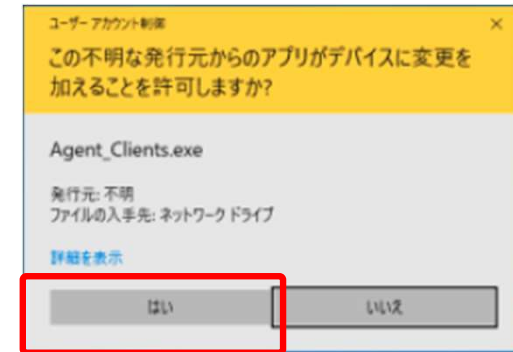 ユーザー アカウント制御
×
この不明な発行元からのアプリがデバイスに変更を
加えることを許可しますか?
Agent_Clients.exe
発行元: 不明
ファイルの入手先: ネットワーク ドライブ
詳細を表示
はい
いいえ